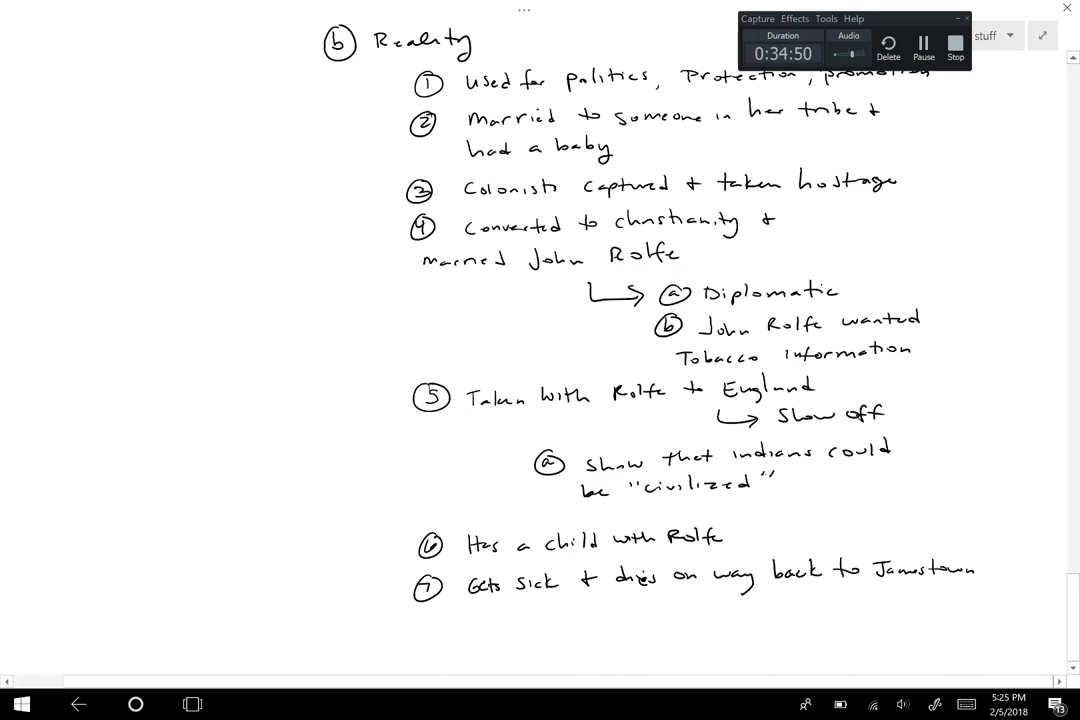 ...
Capture Effects Tools Help
Duration
0:34:50
Audio
Delete
Pause
Stop
stuff
ⓑ Reality
① Used for politics, Protection, promotion
② Married to someone in her tribe +
had a baby
③ Colonists captured + taken hostage
④ Converted to Christianity +
married John Rolfe
ⓐ Diplomatic
ⓑ John Rolfe wanted
Tobacco information
⑤ Taken with Rolfe to England
Show off
ⓐ Show that indians could
be "civilized"
⑥ Has a child with Rolfe
⑦ Gets sick + dies on way back to Jamestown
5:25 PM
2/5/2018
13